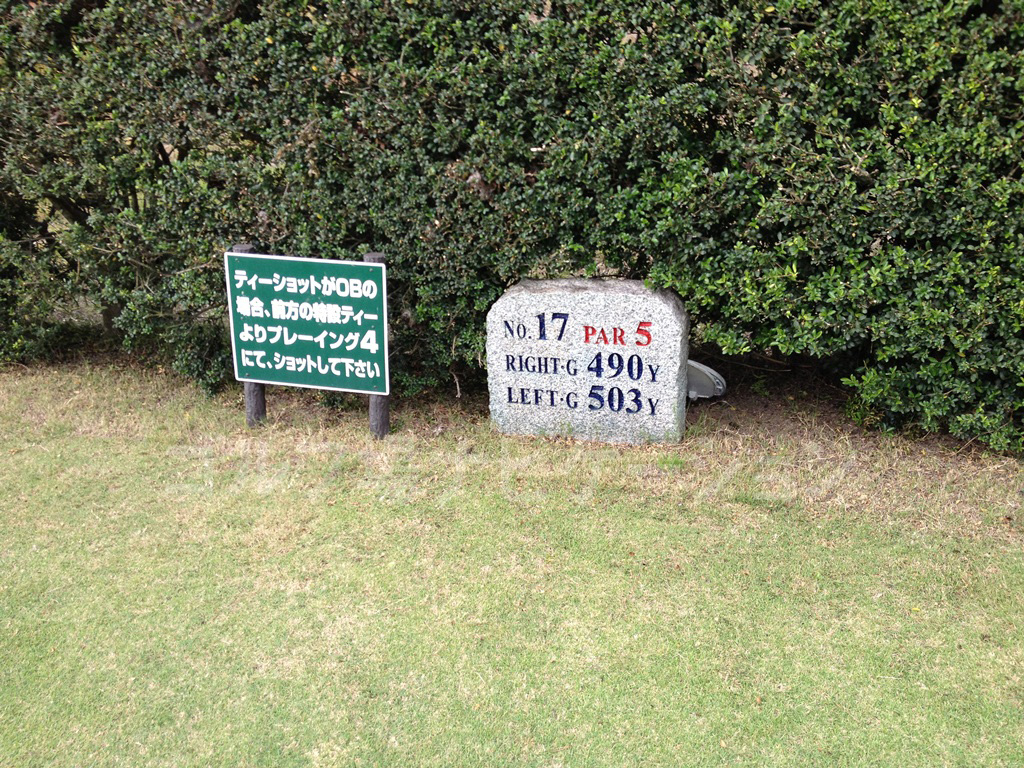 ティーショットがOBの
場合、前方の特設ティー
よりプレーイング4
にて、ショットして下さい
NO. 17 PAR 5
RIGHT·G 490Y
LEFT·G 503Y